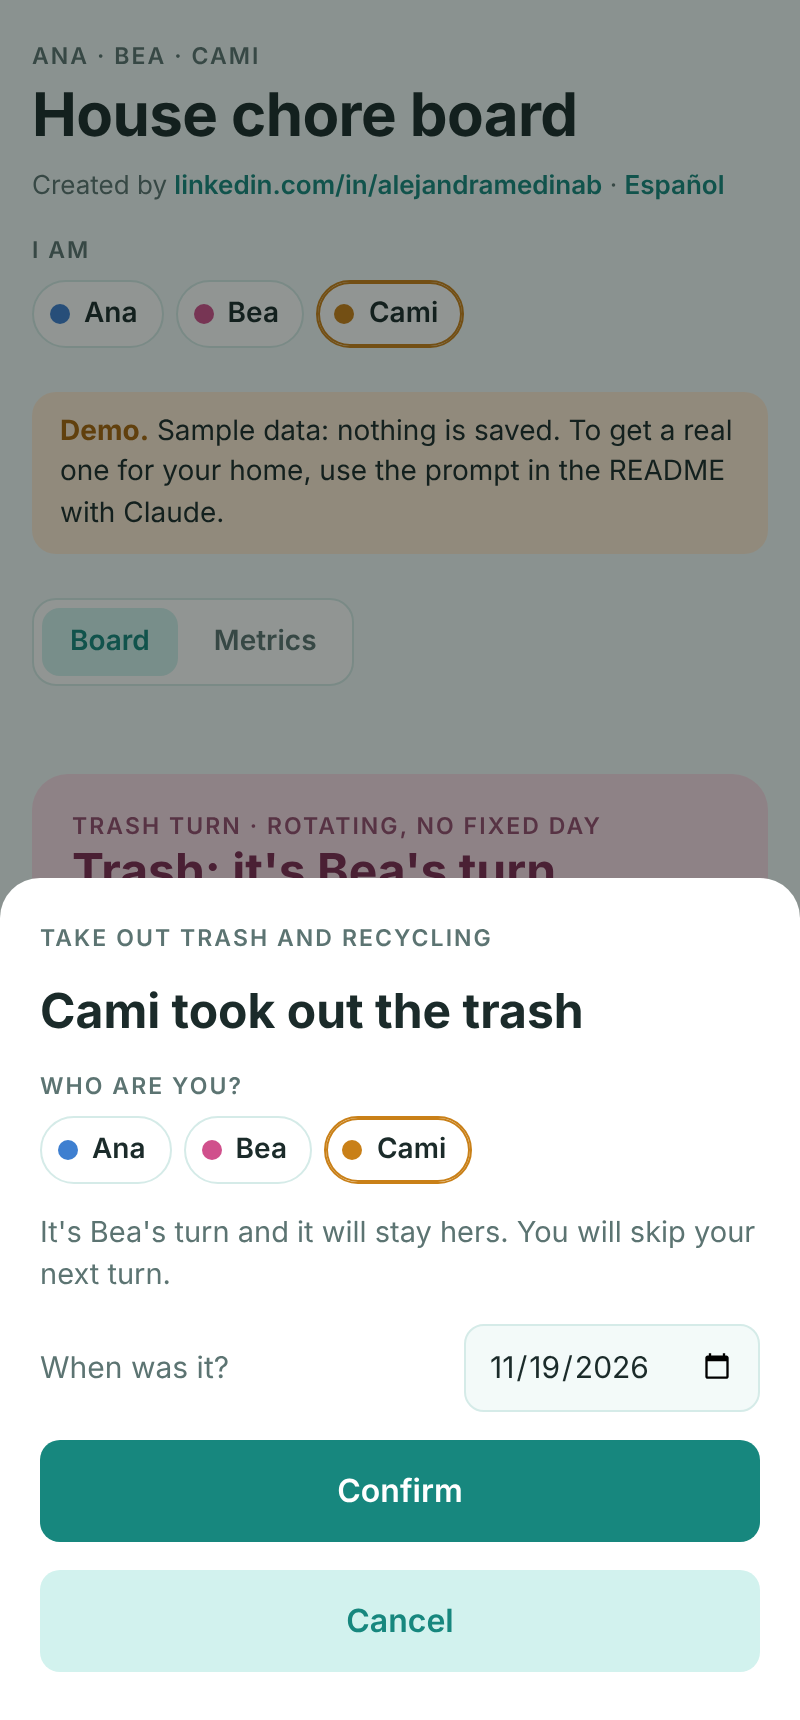 ANA · BEA · CAMI
House chore board
Created by linkedin.com/in/alejandramedinab · Español
I AM
Ana Bea Cami
Demo. Sample data: nothing is saved. To get a real
one for your home, use the prompt in the README
with Claude.
Board Metrics
TRASH TURN · ROTATING, NO FIXED DAY
Trash: it's Bea's turn
TAKE OUT TRASH AND RECYCLING
Cami took out the trash
WHO ARE YOU?
Ana Bea Cami
It's Bea's turn and it will stay hers. You will skip your
next turn.
When was it? 11/19/2026
Confirm
Cancel